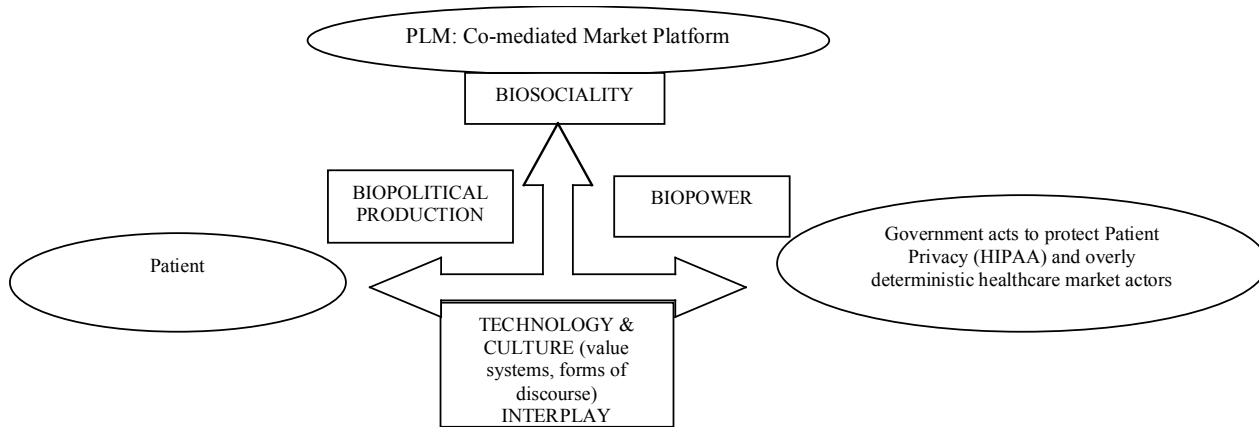 PLM: Co-mediated Market Platform
BIOSOCIALITY
BIOPOLITICAL
PRODUCTION
BIOPOWER
Patient
Government acts to protect Patient
Privacy (HIPAA) and overly
deterministic healthcare market actors
TECHNOLOGY &
CULTURE (value
systems, forms of
discourse)
INTERPLAY